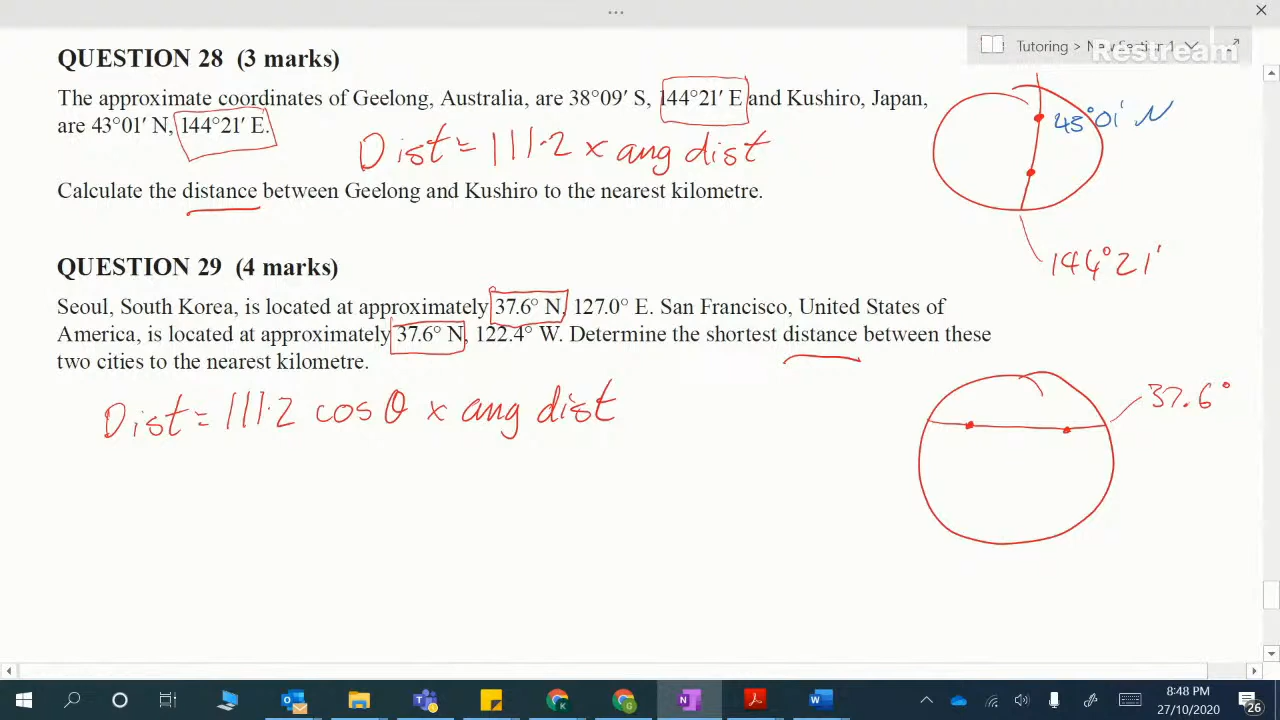 Tutoring > New Section 1
Restream
QUESTION 28 (3 marks)
The approximate coordinates of Geelong, Australia, are 38°09′ S, 144°21′ E and Kushiro, Japan,
are 43°01′ N, 144°21′ E.
Dist = 111.2 x ang dist
43°01' N
Calculate the distance between Geelong and Kushiro to the nearest kilometre.
144°21'
QUESTION 29 (4 marks)
Seoul, South Korea, is located at approximately 37.6° N, 127.0° E. San Francisco, United States of
America, is located at approximately 37.6° N, 122.4° W. Determine the shortest distance between these
two cities to the nearest kilometre.
37.6°
Dist = 111.2 cos θ x ang dist
8:48 PM
27/10/2020
26